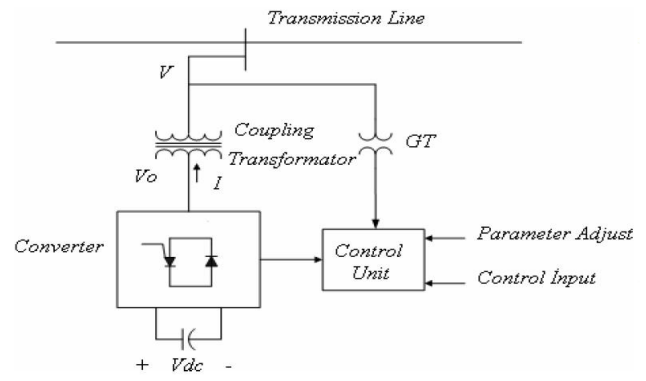 Transmission Line
V
Coupling
Transformator
GT
Vo
I
Converter
Control
Unit
Parameter Adjust
Control İnput
+ Vdc -